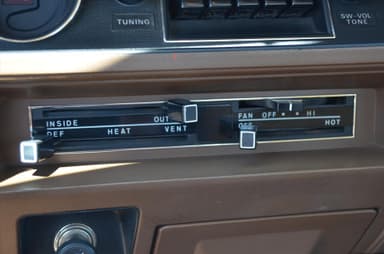 TUNING
SW-VOL
TONE
INSIDE OUT
DEF HEAT VENT
FAN OFF • • HI
OFF HOT